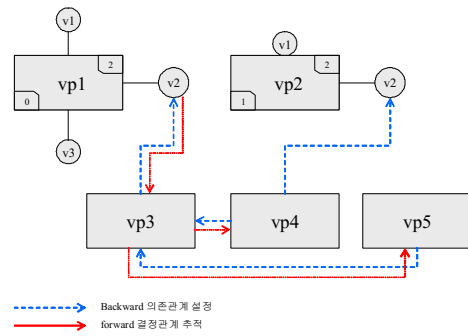 v1
v1
vp1
2
0
v2
vp2
2
1
v2
v3
vp3
vp4
vp5
Backward 의존관계 설정
forward 결정관계 추적